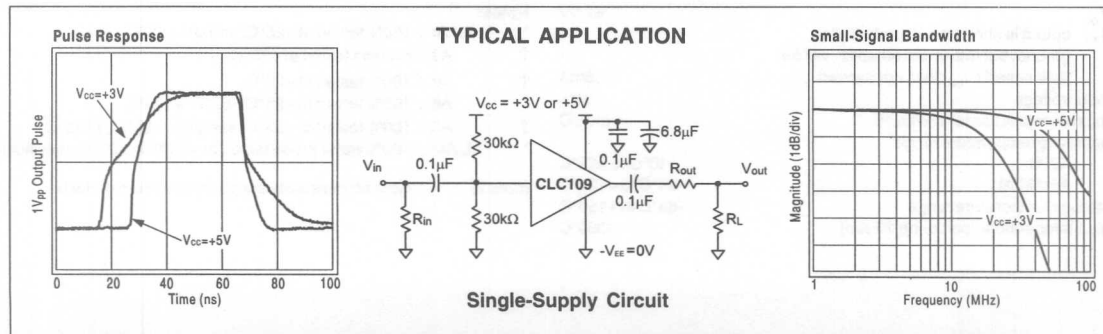 Pulse Response
1Vpp Output Pulse
Vcc=+3V
Vcc=+5V
0
20
40
60
80
100
Time (ns)
TYPICAL APPLICATION
Vcc = +3V or +5V
6.8µF
0.1µF
30kΩ
Vin
0.1µF
CLC109
Rout
Vout
0.1µF
Rin
30kΩ
RL
-VEE=0V
Single-Supply Circuit
Small-Signal Bandwidth
Magnitude (1dB/div)
Vcc=+5V
Vcc=+3V
1
10
100
Frequency (MHz)